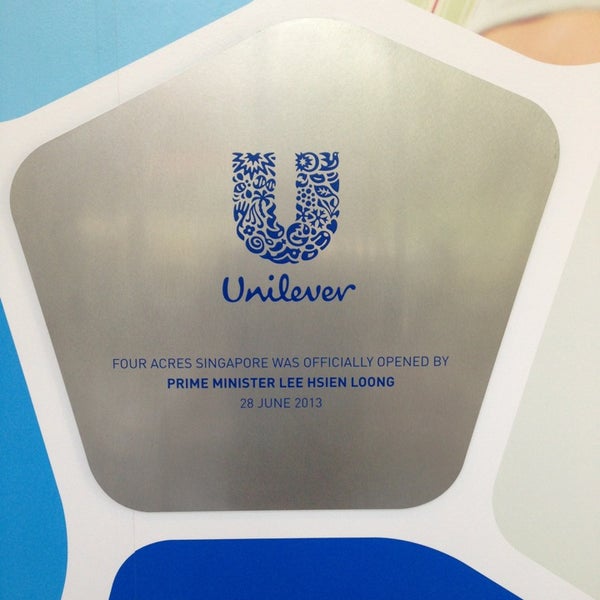 Unilever
FOUR ACRES SINGAPORE WAS OFFICIALLY OPENED BY
PRIME MINISTER LEE HSIEN LOONG
28 JUNE 2013